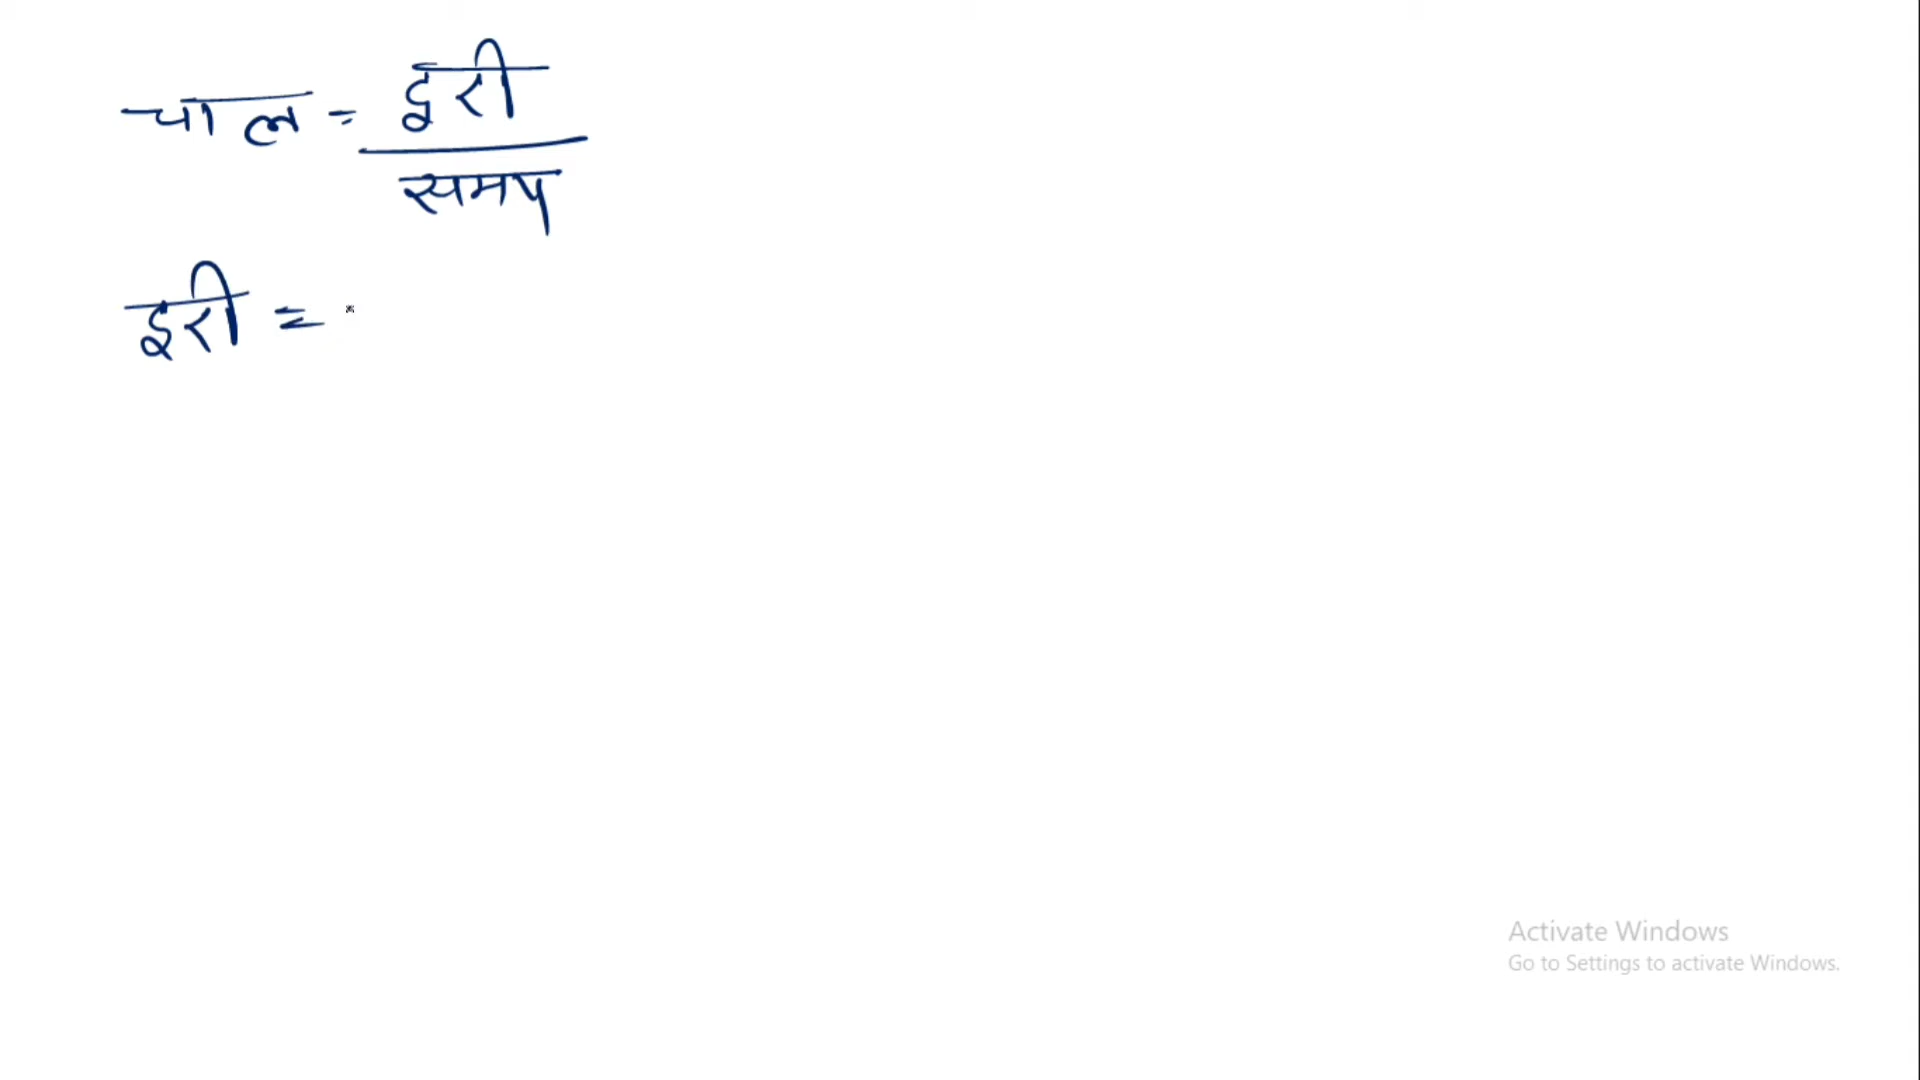 चाल = दूरी
समय
दूरी =
Activate Windows
Go to Settings to activate Windows.